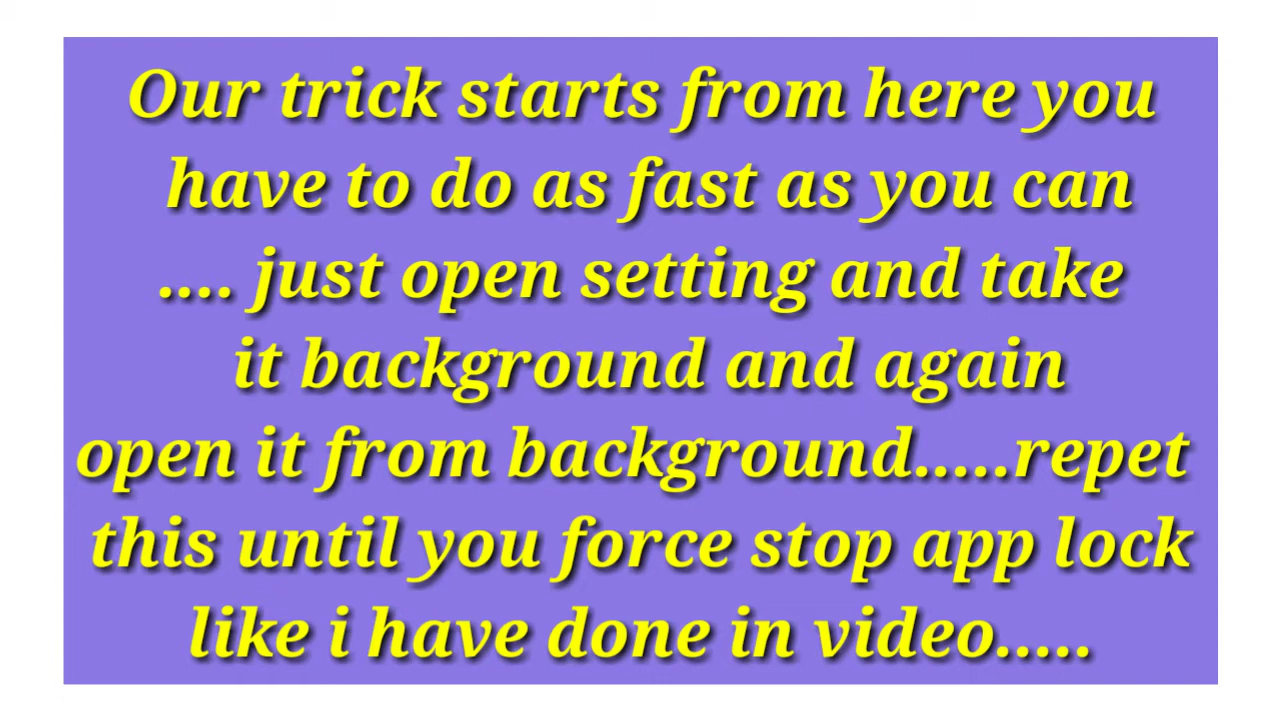 Our trick starts from here you
have to do as fast as you can
.... just open setting and take
it background and again
open it from background.....repet
this until you force stop app lock
like i have done in video.....